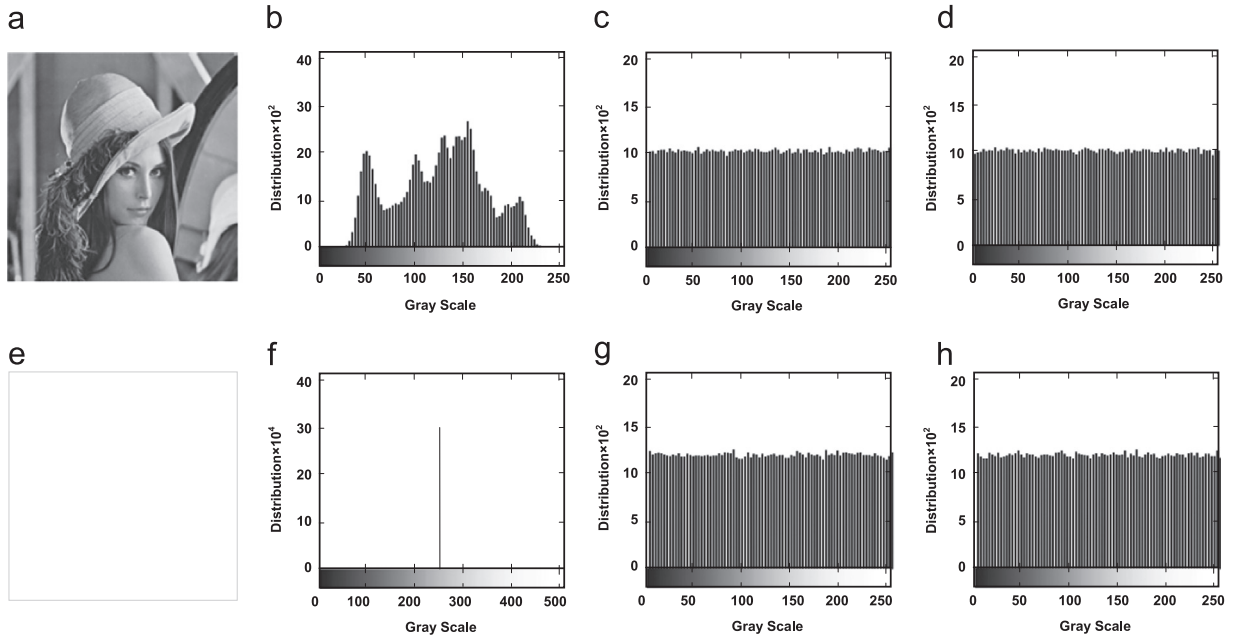 a
b
c
d
40
30
20
10
0
Distribution×10²
0 50 100 150 200 250
Gray Scale
20
15
10
5
0
Distribution×10²
0 50 100 150 200 250
Gray Scale
20
15
10
5
0
Distribution×10²
0 50 100 150 200 250
Gray Scale
e
f
g
h
40
30
20
10
0
Distribution×10⁴
0 100 200 300 400 500
Gray Scale
20
15
10
5
0
Distribution×10²
0 50 100 150 200 250
Gray Scale
20
15
10
5
0
Distribution×10²
0 50 100 150 200 250
Gray Scale